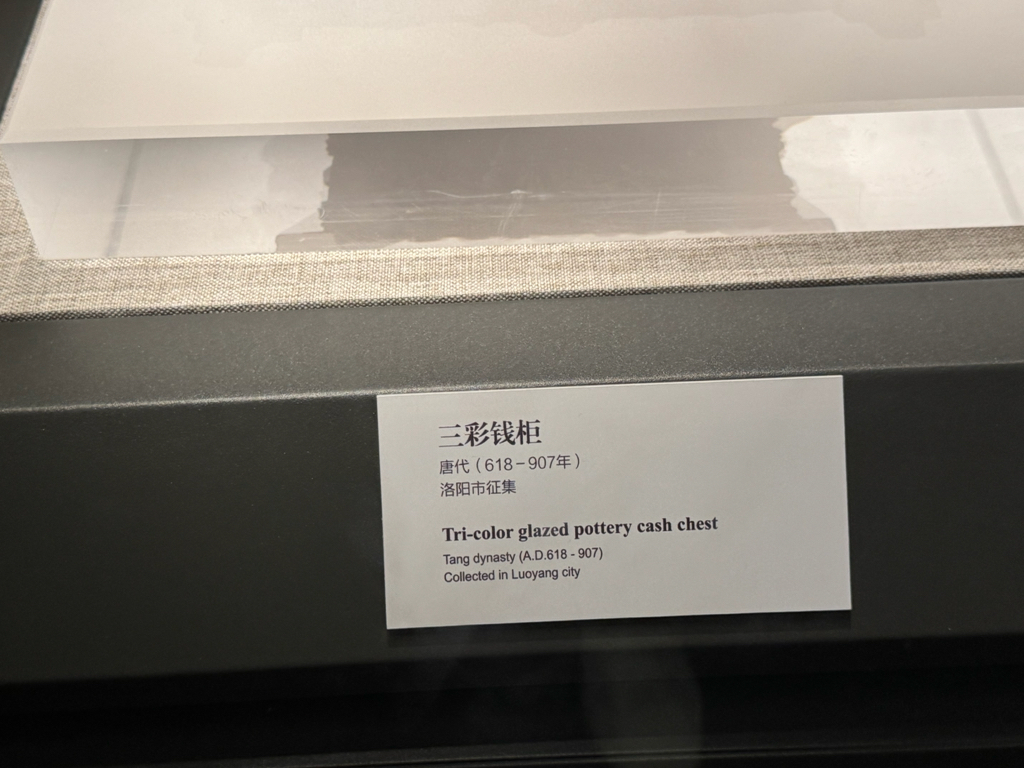 三彩钱柜
唐代（618－907年）
洛阳市征集
Tri-color glazed pottery cash chest
Tang dynasty (A.D.618 - 907)
Collected in Luoyang city